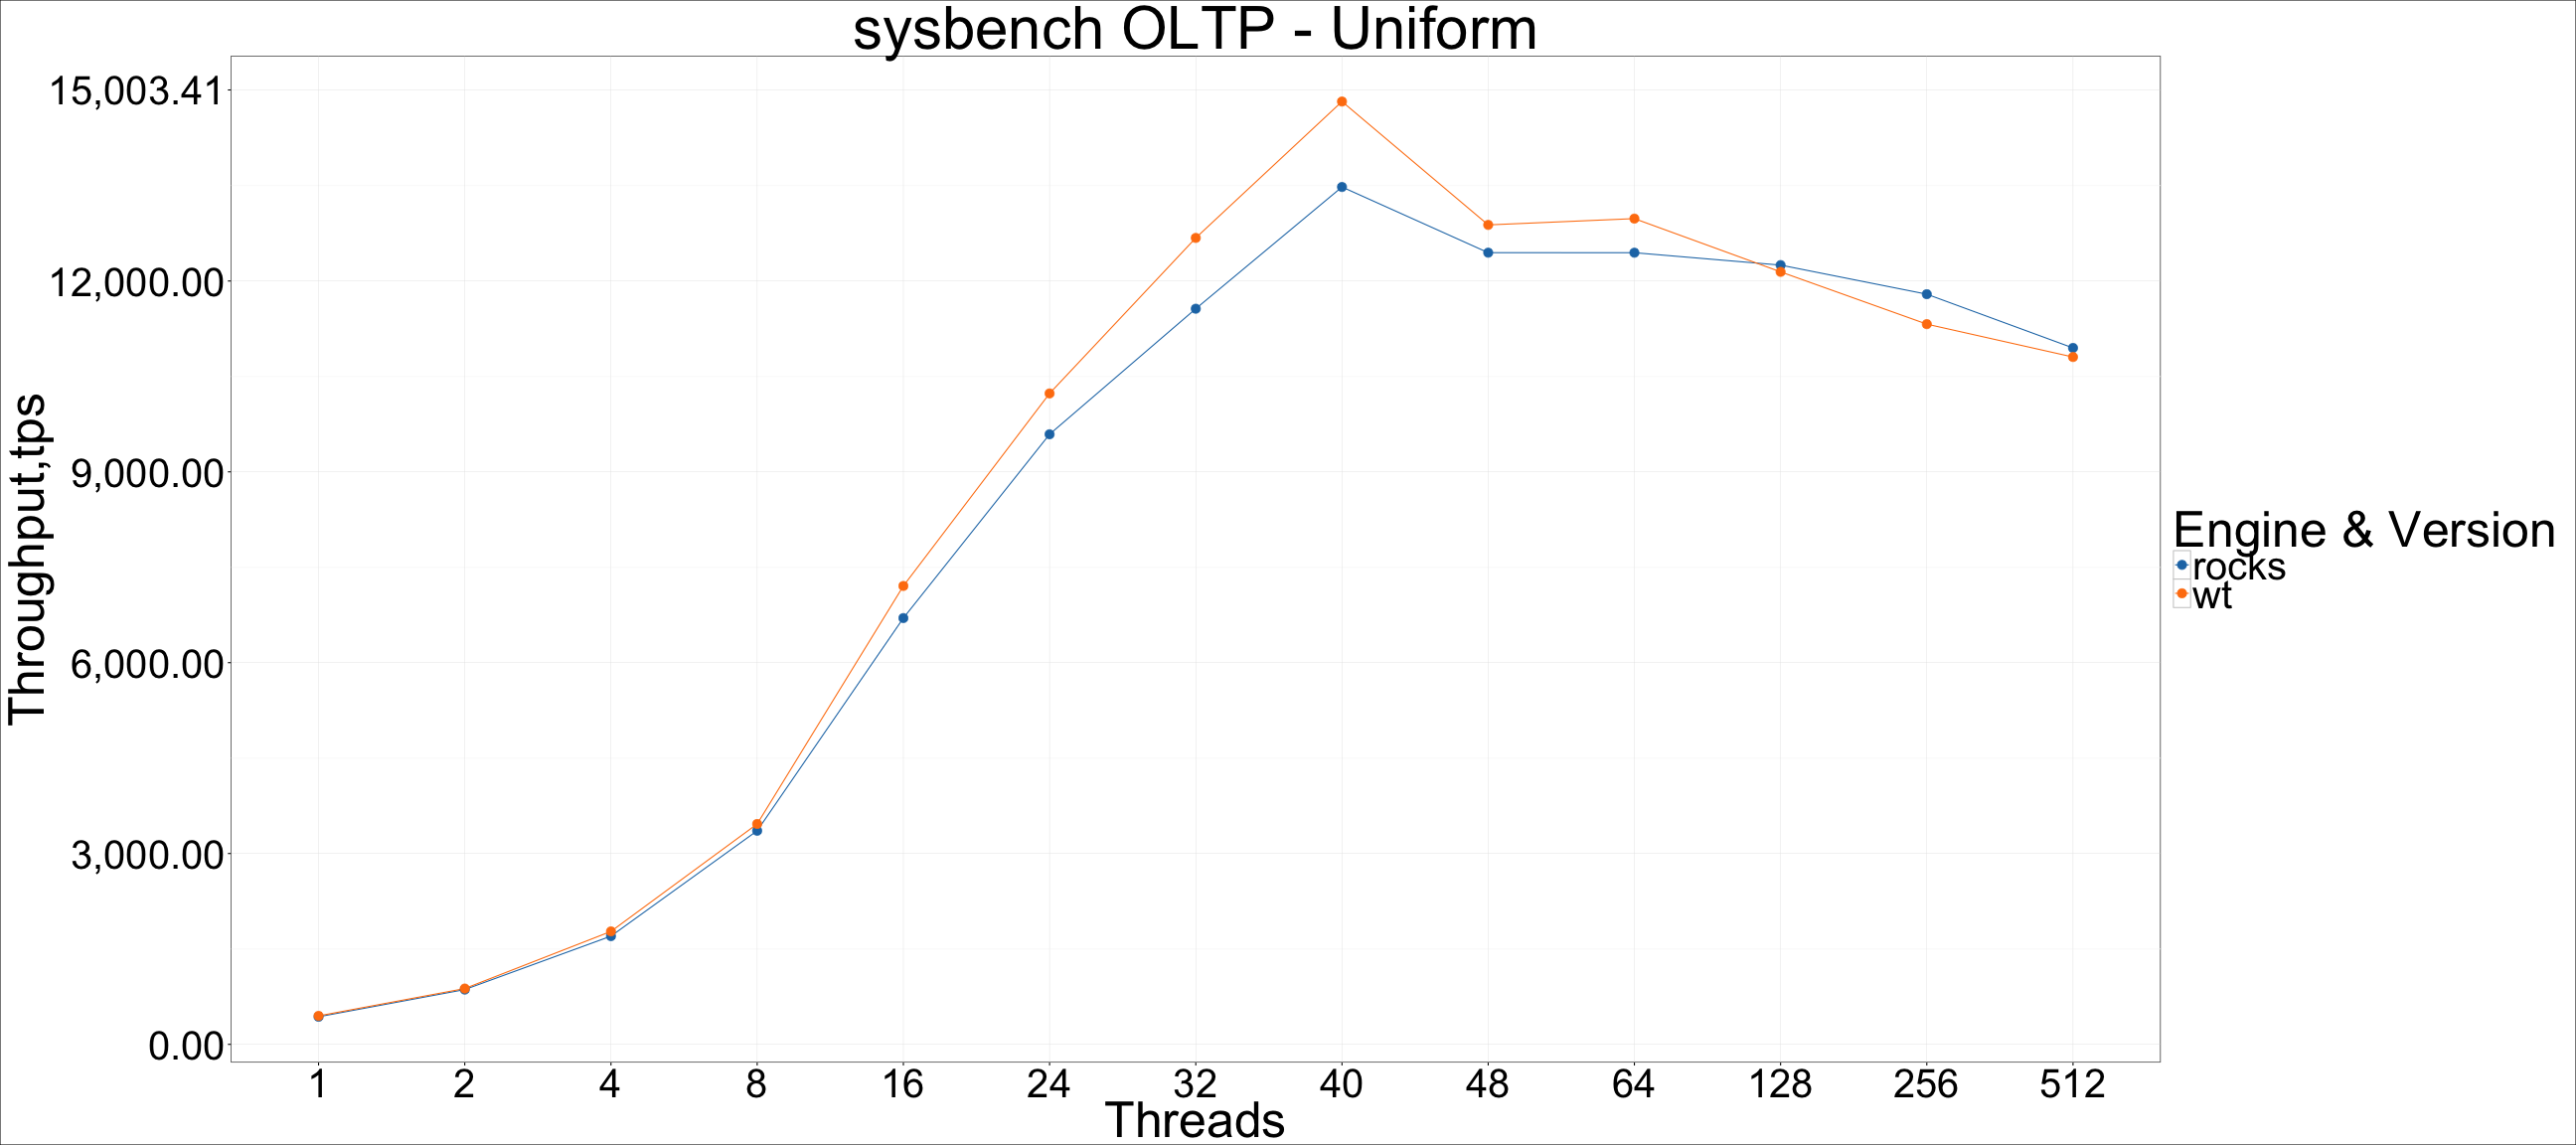 sysbench OLTP - Uniform
Throughput,tps
15,003.41
12,000.00
9,000.00
6,000.00
3,000.00
0.00
1 2 4 8 16 24 32 40 48 64 128 256 512
Threads
Engine & Version
rocks
wt